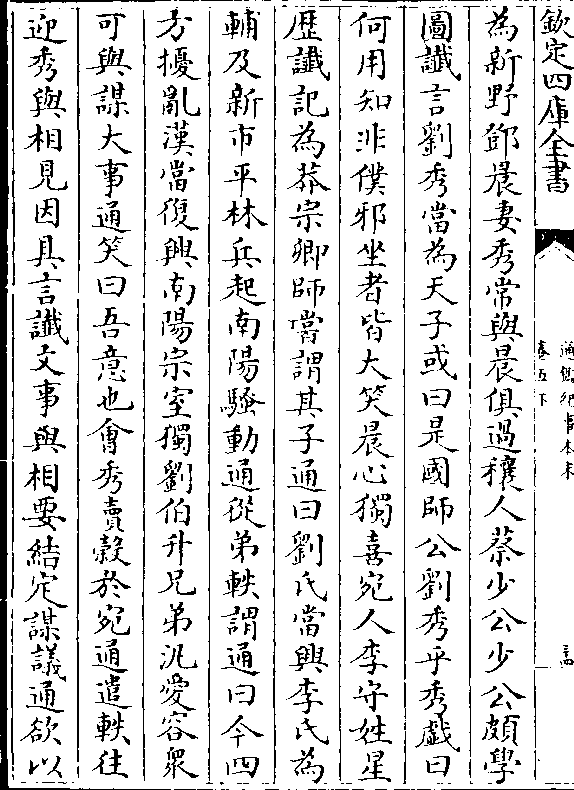 欽定四庫全書
通鑑紀事本末
卷五下
為新野鄧晨妻秀常與晨俱過穰人蔡少公少公頗學
圖讖言劉秀當為天子或曰是國師公劉秀乎秀戲曰
何用知非僕邪坐者皆大笑晨心獨喜宛人李守姓星
歴讖記為莽宗卿師嘗謂其子通曰劉氏當興李氏為
輔及新市平林兵起南陽騷動通從弟軼謂通曰今四
方擾亂漢當復興南陽宗室獨劉伯升兄弟汎愛容衆
可與謀大事通笑曰吾意也會秀賣糓於宛通遣軼往
迎秀與相見因具言讖文事與相要結定謀議通欲以